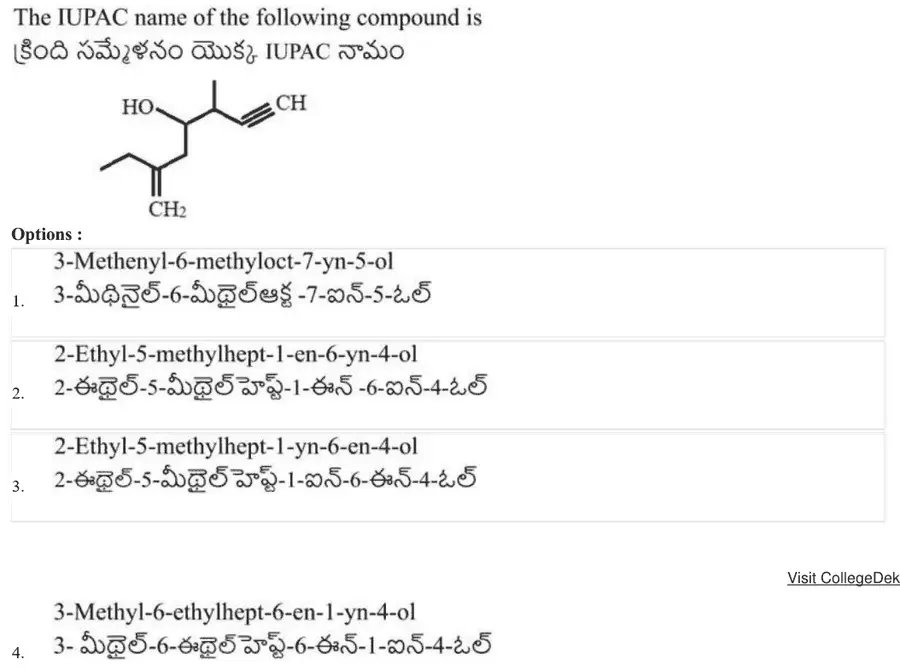 The IUPAC name of the following compound is
క్రింది సమ్మేళనం యొక్క IUPAC నామం
HO
CH
CH2
Options :
3-Methenyl-6-methyloct-7-yn-5-ol
1. 3-మీథినైల్-6-మీథైల్ఆక్ట -7-ఐన్-5-ఓల్
2-Ethyl-5-methylhept-1-en-6-yn-4-ol
2. 2-ఈథైల్-5-మీథైల్ హెప్ట్-1-ఈన్ -6-ఐన్-4-ఓల్
2-Ethyl-5-methylhept-1-yn-6-en-4-ol
3. 2-ఈథైల్-5-మీథైల్ హెప్ట్-1-ఐన్-6-ఈన్-4-ఓల్
Visit CollegeDek
3-Methyl-6-ethylhept-6-en-1-yn-4-ol
4. 3- మీథైల్-6-ఈథైల్ హెప్ట్-6-ఈన్-1-ఐన్-4-ఓల్